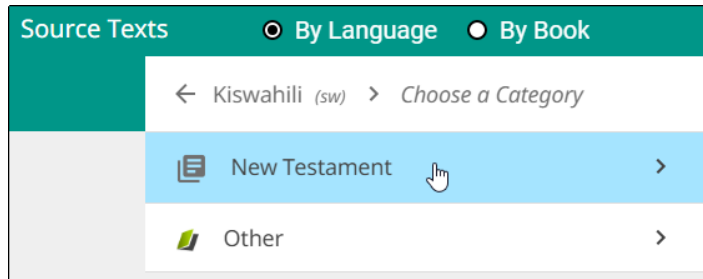 Source Texts By Language By Book
Kiswahili (sw) > Choose a Category
New Testament
Other